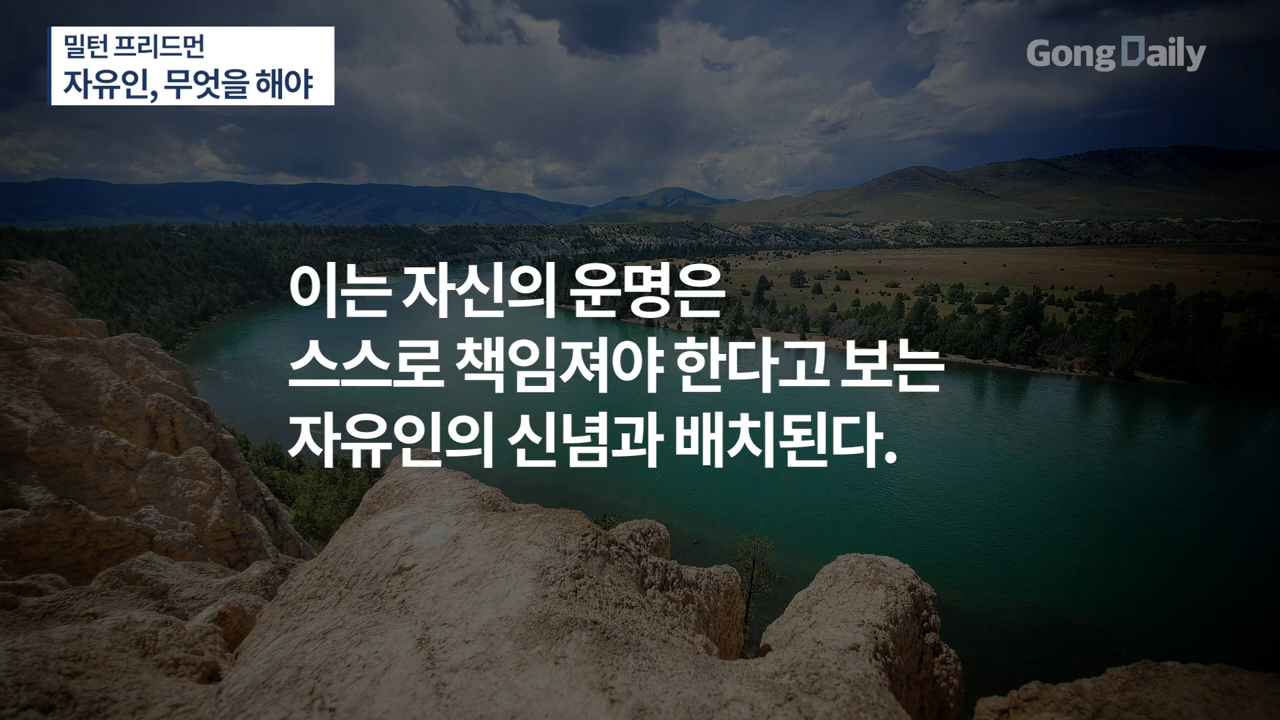 밀턴 프리드먼
자유인, 무엇을 해야
Gong Daily
이는 자신의 운명은
스스로 책임져야 한다고 보는
자유인의 신념과 배치된다.